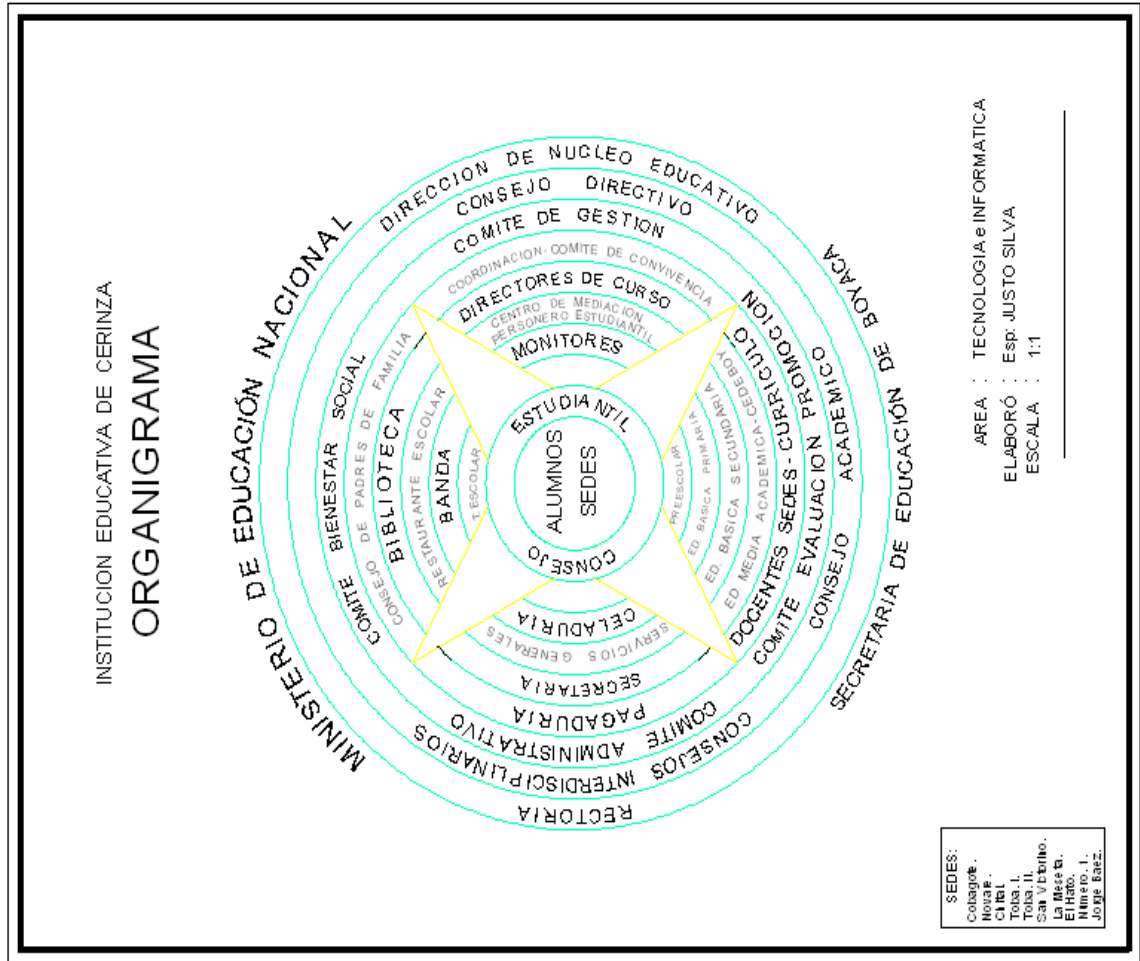 INSTITUCION EDUCATIVA DE CERINZA
ORGANIGRAMA
MINISTERIO DE EDUCACIÓN NACIONAL
SECRETARIA DE EDUCACIÓN DE BOYACA
DIRECCION DE NUCLEO EDUCATIVO
CONSEJO DIRECTIVO
COMITE DE GESTION
COORDINACION-COMITE DE CONVIVENCIA
DIRECTORES DE CURSO
CENTRO DE MEDIACION
PERSONERO ESTUDIANTIL
MONITORES
COMITE BIENESTAR SOCIAL
CONSEJO DE PADRES DE FAMILIA
BIBLIOTECA
RESTAURANTE ESCOLAR
BANDA
T. ESCOLAR
CONSEJO ESTUDIANTIL
ALUMNOS
SEDES
PREESCOLAR
ED. BASICA PRIMARIA
ED. BASICA SECUNDARIA
ED MEDIA ACADEMICA-CEDEBOY
DOCENTES SEDES-CURRICULO
COMITE EVALUACION PROMOCION
CONSEJO ACADEMICO
CELADURIA
SERVICIOS GENERALES
SECRETARIA
PAGADURIA
COMITE ADMINISTRATIVO
CONSEJOS INTERDISCIPLINARIOS
RECTORIA
AREA : TECNOLOGIA e INFORMATICA
ELABORÓ : Esp: JUSTO SILVA
ESCALA : 1:1
SEDES:
Cobagote.
Novare.
Chital.
Toba. I.
Toba. II.
San Victorino.
La Meseta.
El Hato.
Número. 1.
Jorge Baez.